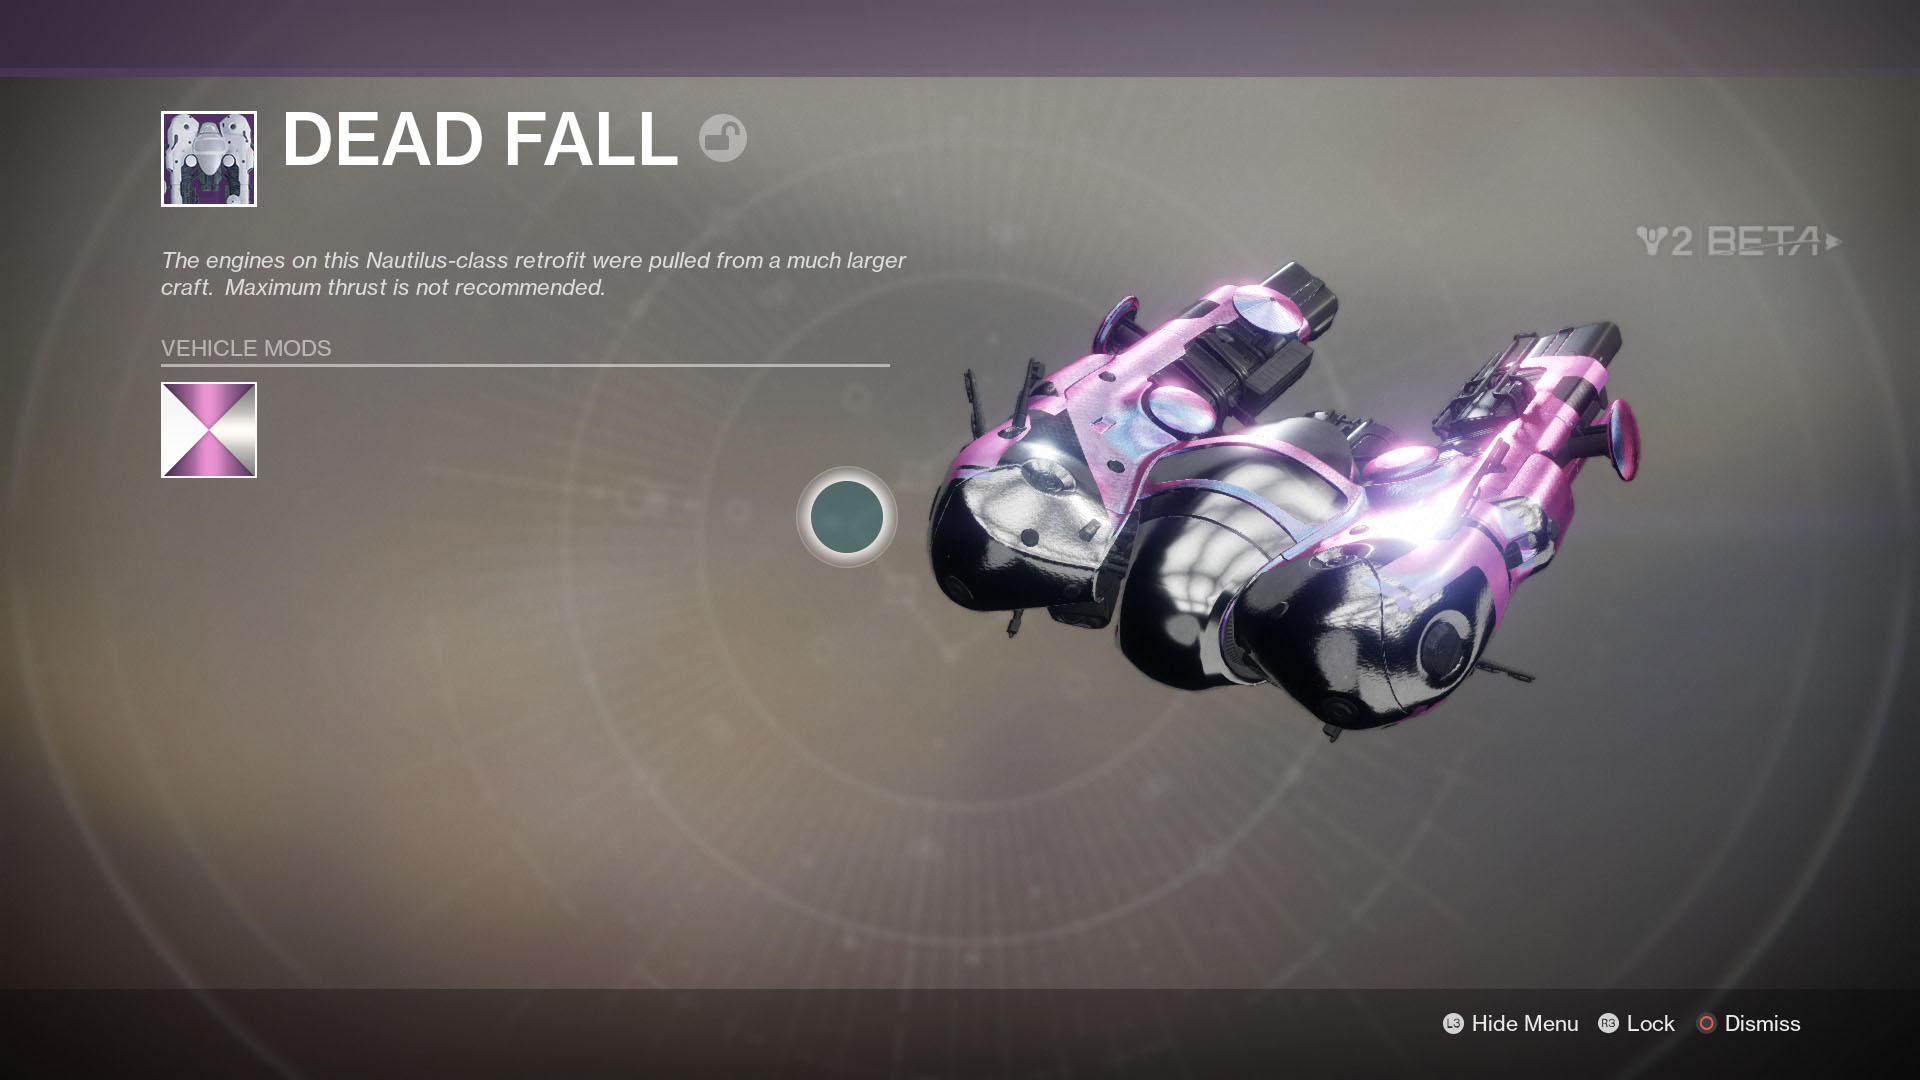 DEAD FALL
The engines on this Nautilus-class retrofit were pulled from a much larger
craft.  Maximum thrust is not recommended.
VEHICLE MODS
2 BETA
L3 Hide Menu R3 Lock Dismiss